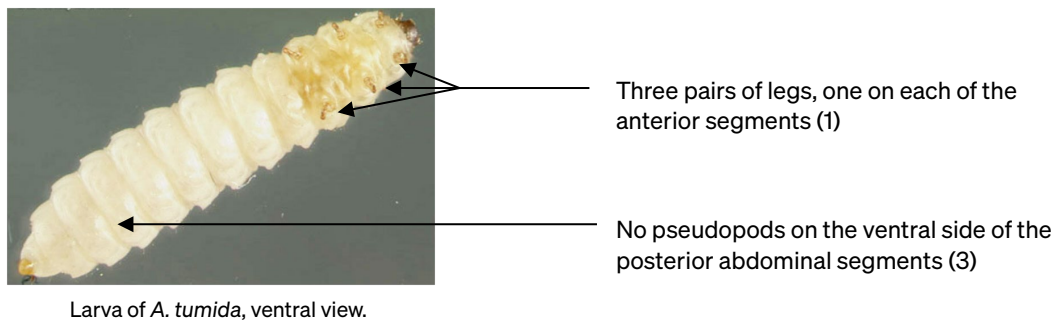 Three pairs of legs, one on each of the
anterior segments (1)
No pseudopods on the ventral side of the
posterior abdominal segments (3)
Larva of A. tumida, ventral view.